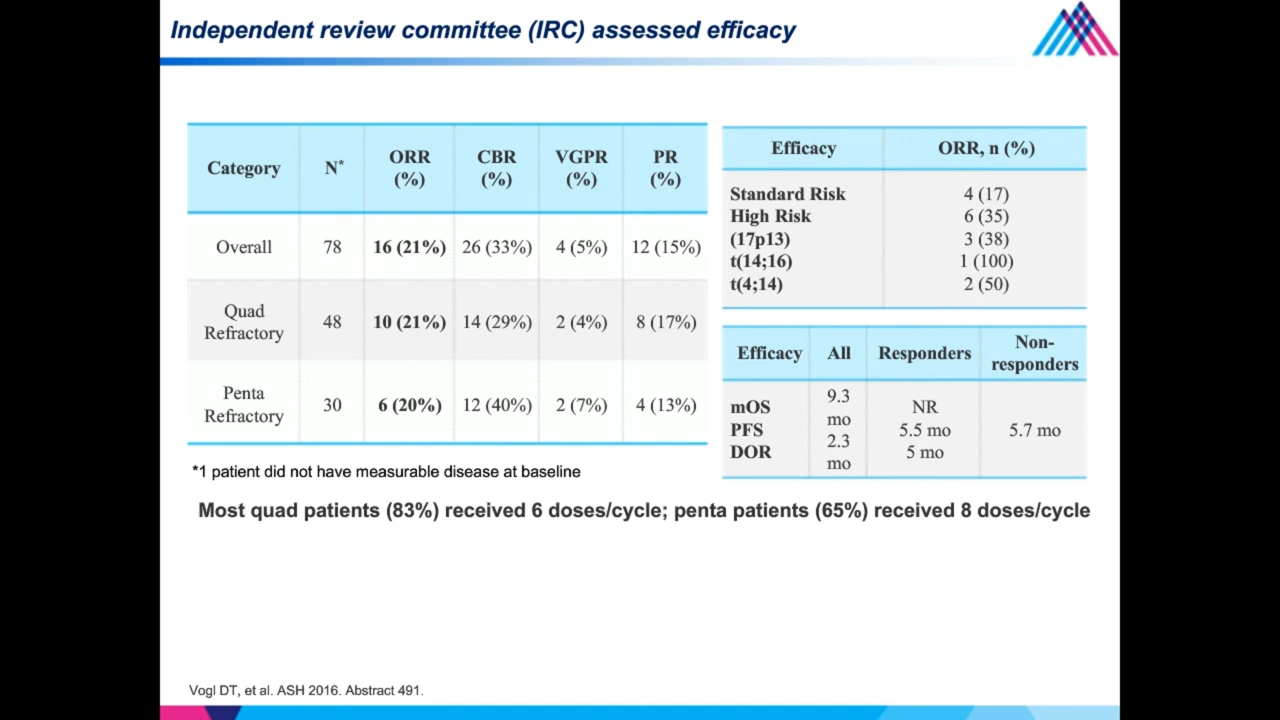 Independent review committee (IRC) assessed efficacy
Category N* ORR (%) CBR (%) VGPR (%) PR (%)
Overall 78 16 (21%) 26 (33%) 4 (5%) 12 (15%)
Quad Refractory 48 10 (21%) 14 (29%) 2 (4%) 8 (17%)
Penta Refractory 30 6 (20%) 12 (40%) 2 (7%) 4 (13%)
*1 patient did not have measurable disease at baseline
Efficacy ORR, n (%)
Standard Risk 4 (17)
High Risk 6 (35)
(17p13) 3 (38)
t(14;16) 1 (100)
t(4;14) 2 (50)
Efficacy All Responders Non-responders
mOS 9.3 mo NR
PFS 2.3 mo 5.5 mo 5.7 mo
DOR 5 mo
Most quad patients (83%) received 6 doses/cycle; penta patients (65%) received 8 doses/cycle
Vogl DT, et al. ASH 2016. Abstract 491.